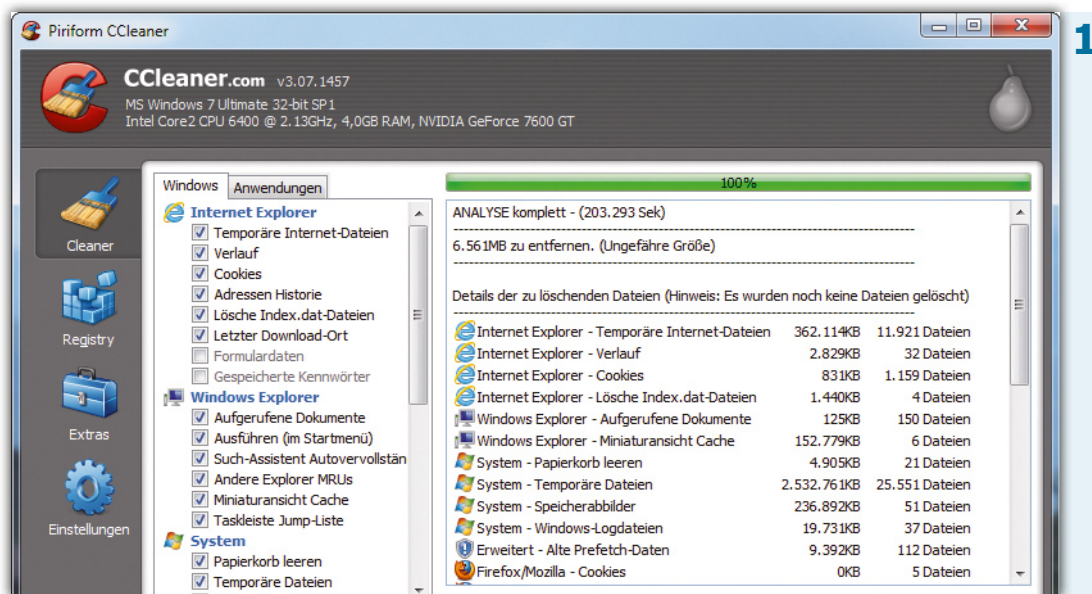 Piriform CCleaner
1
CCleaner.com v3.07.1457
MS Windows 7 Ultimate 32-bit SP1
Intel Core2 CPU 6400 @ 2.13GHz, 4,0GB RAM, NVIDIA GeForce 7600 GT
Cleaner
Registry
Extras
Einstellungen
Windows Anwendungen
Internet Explorer
Temporäre Internet-Dateien
Verlauf
Cookies
Adressen Historie
Lösche Index.dat-Dateien
Letzter Download-Ort
Formulardaten
Gespeicherte Kennwörter
Windows Explorer
Aufgerufene Dokumente
Ausführen (im Startmenü)
Such-Assistent Autovervollstän
Andere Explorer MRUs
Miniaturansicht Cache
Taskleiste Jump-Liste
System
Papierkorb leeren
Temporäre Dateien
100%
ANALYSE komplett - (203.293 Sek)
6.561MB zu entfernen. (Ungefähre Größe)
Details der zu löschenden Dateien (Hinweis: Es wurden noch keine Dateien gelöscht)
Internet Explorer - Temporäre Internet-Dateien 362.114KB 11.921 Dateien
Internet Explorer - Verlauf 2.829KB 32 Dateien
Internet Explorer - Cookies 831KB 1.159 Dateien
Internet Explorer - Lösche Index.dat-Dateien 1.440KB 4 Dateien
Windows Explorer - Aufgerufene Dokumente 125KB 150 Dateien
Windows Explorer - Miniaturansicht Cache 152.779KB 6 Dateien
System - Papierkorb leeren 4.905KB 21 Dateien
System - Temporäre Dateien 2.532.761KB 25.551 Dateien
System - Speicherabbilder 236.892KB 51 Dateien
System - Windows-Logdateien 19.731KB 37 Dateien
Erweitert - Alte Prefetch-Daten 9.392KB 112 Dateien
Firefox/Mozilla - Cookies 0KB 5 Dateien